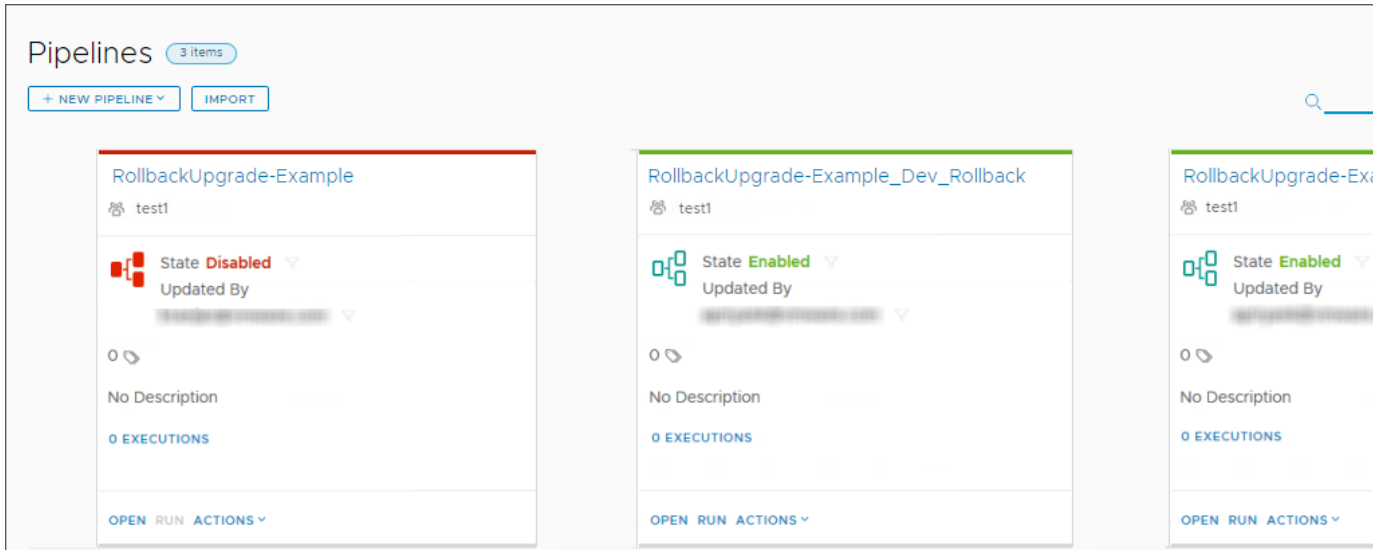 Pipelines 3 items
+ NEW PIPELINE IMPORT
RollbackUpgrade-Example
test1
State Disabled
Updated By
0
No Description
0 EXECUTIONS
OPEN RUN ACTIONS
RollbackUpgrade-Example_Dev_Rollback
test1
State Enabled
Updated By
0
No Description
0 EXECUTIONS
OPEN RUN ACTIONS
RollbackUpgrade-Exa
test1
State Enabled
Updated By
0
No Description
0 EXECUTIONS
OPEN RUN ACTIONS